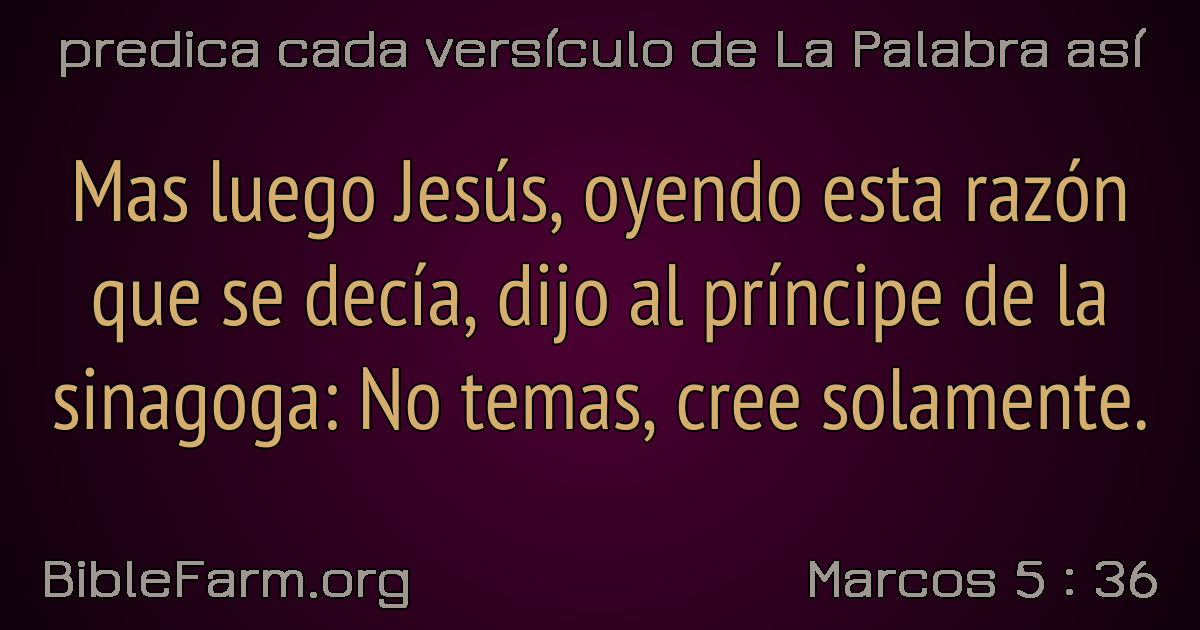 predica cada versículo de La Palabra así
Mas luego Jesús, oyendo esta razón
que se decía, dijo al príncipe de la
sinagoga: No temas, cree solamente.
BibleFarm.org
Marcos 5 : 36